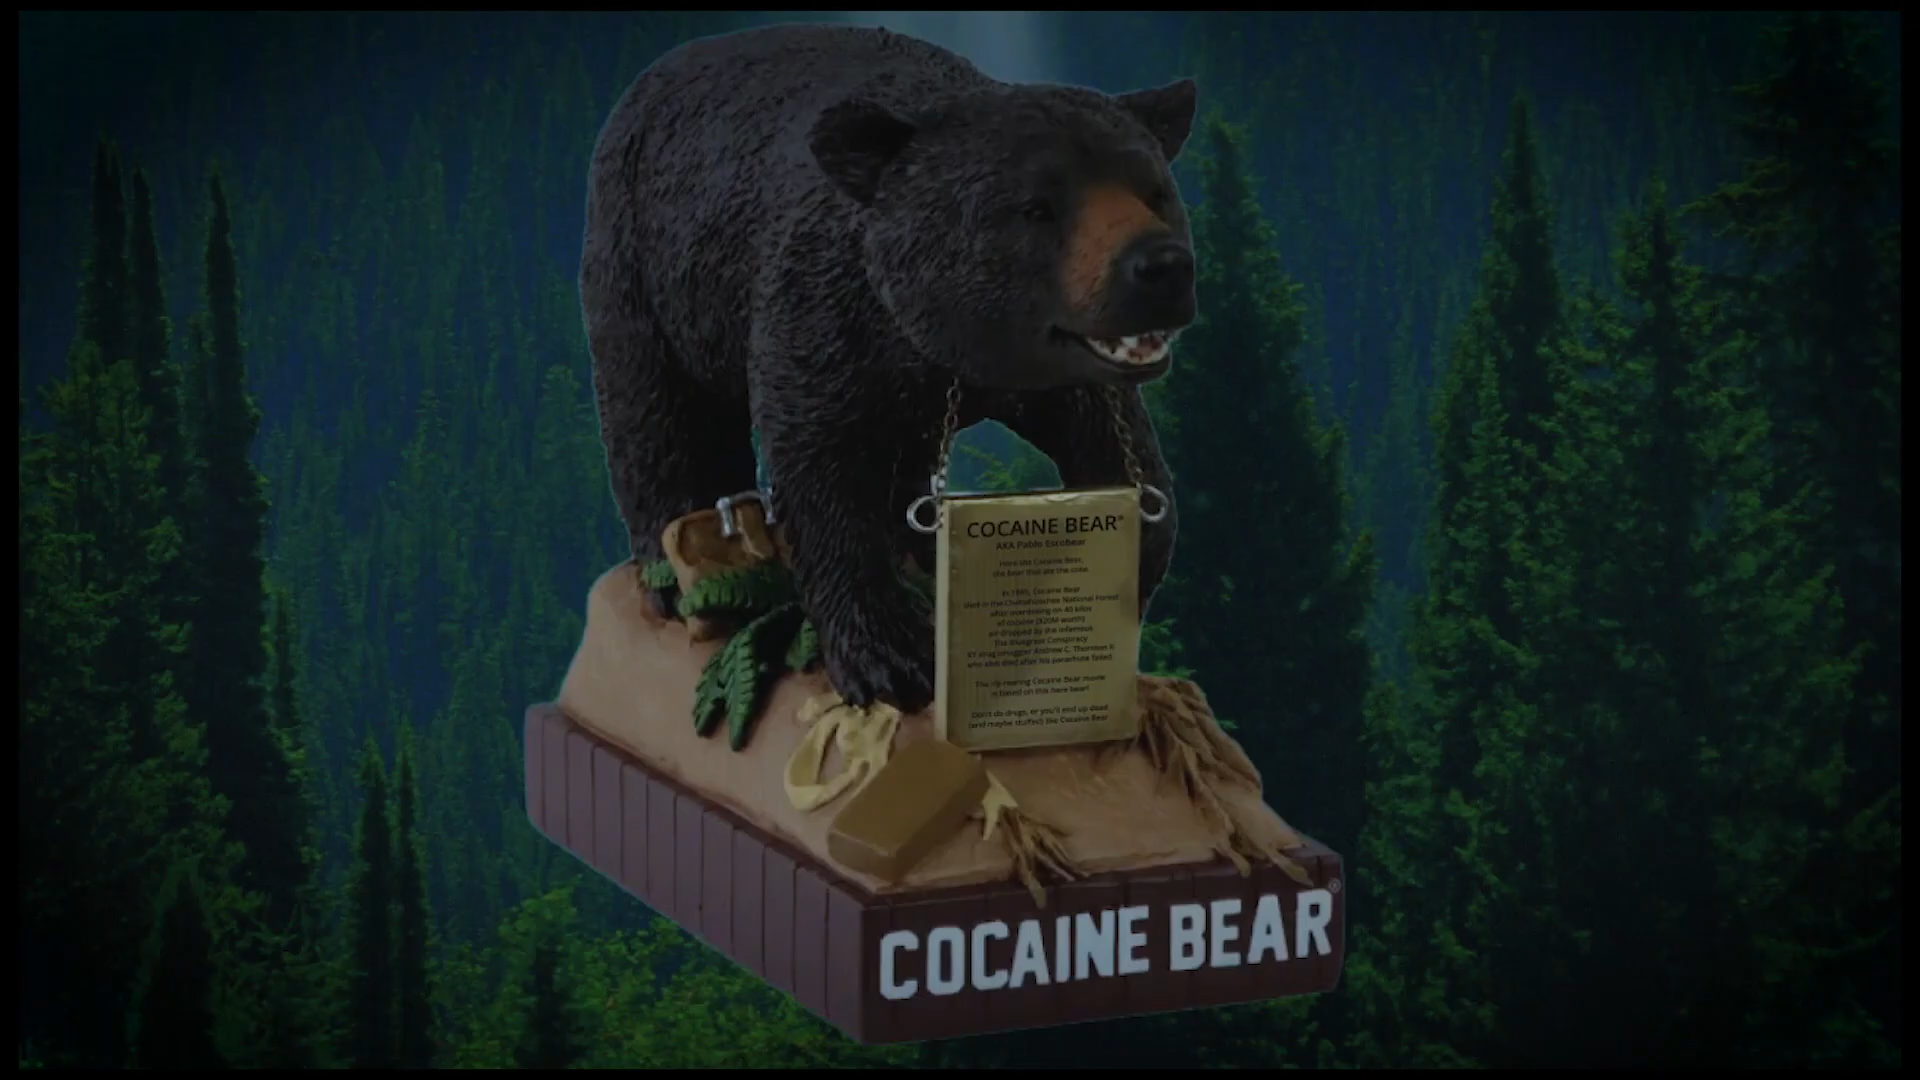 COCAINE BEAR®
AKA Pablo Escobear
Here lies Cocaine Bear,
the bear that ate the coke.
In 1985, Cocaine Bear
died in the Chattahoochee National Forest
after overdosing on 40 kilos
of cocaine ($20M worth)
air-dropped by the infamous
The Bluegrass Conspiracy
drug smuggler Andrew C. Thornton II
who also died after his parachute failed.
The rip-roaring Cocaine Bear movie
is based on this here bear!
Don't do drugs, or you'll end up dead
(and maybe stuffed) like Cocaine Bear
COCAINE BEAR®